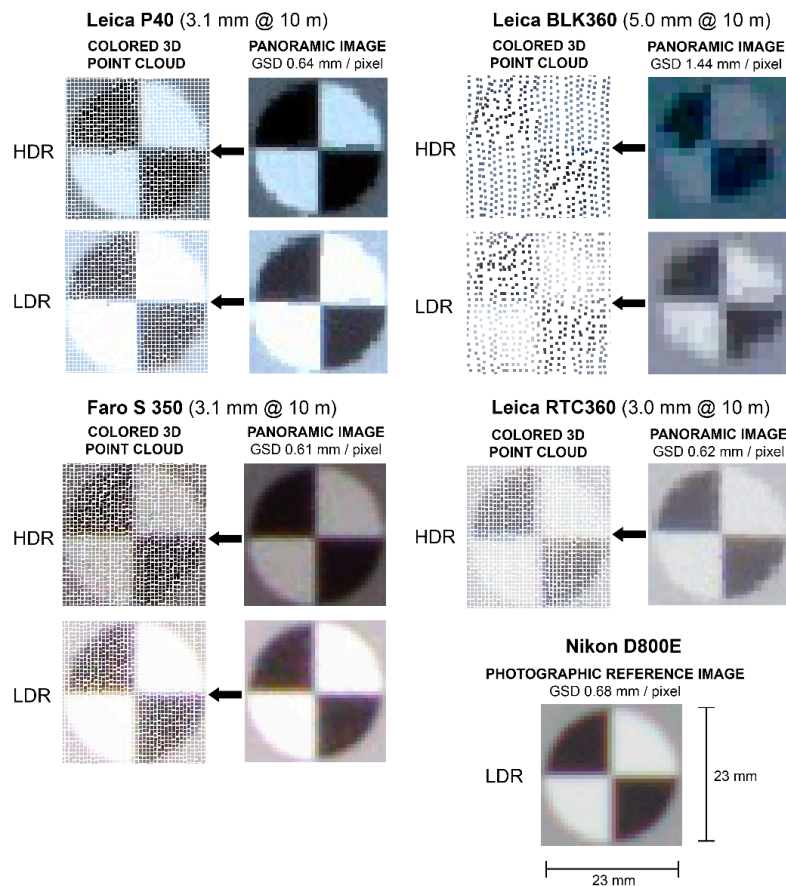 Leica P40 (3.1 mm @ 10 m)
COLORED 3D
POINT CLOUD
PANORAMIC IMAGE
GSD 0.64 mm / pixel
HDR
LDR
Leica BLK360 (5.0 mm @ 10 m)
COLORED 3D
POINT CLOUD
PANORAMIC IMAGE
GSD 1.44 mm / pixel
HDR
LDR
Faro S 350 (3.1 mm @ 10 m)
COLORED 3D
POINT CLOUD
PANORAMIC IMAGE
GSD 0.61 mm / pixel
HDR
LDR
Leica RTC360 (3.0 mm @ 10 m)
COLORED 3D
POINT CLOUD
PANORAMIC IMAGE
GSD 0.62 mm / pixel
HDR
Nikon D800E
PHOTOGRAPHIC REFERENCE IMAGE
GSD 0.68 mm / pixel
LDR
23 mm
23 mm